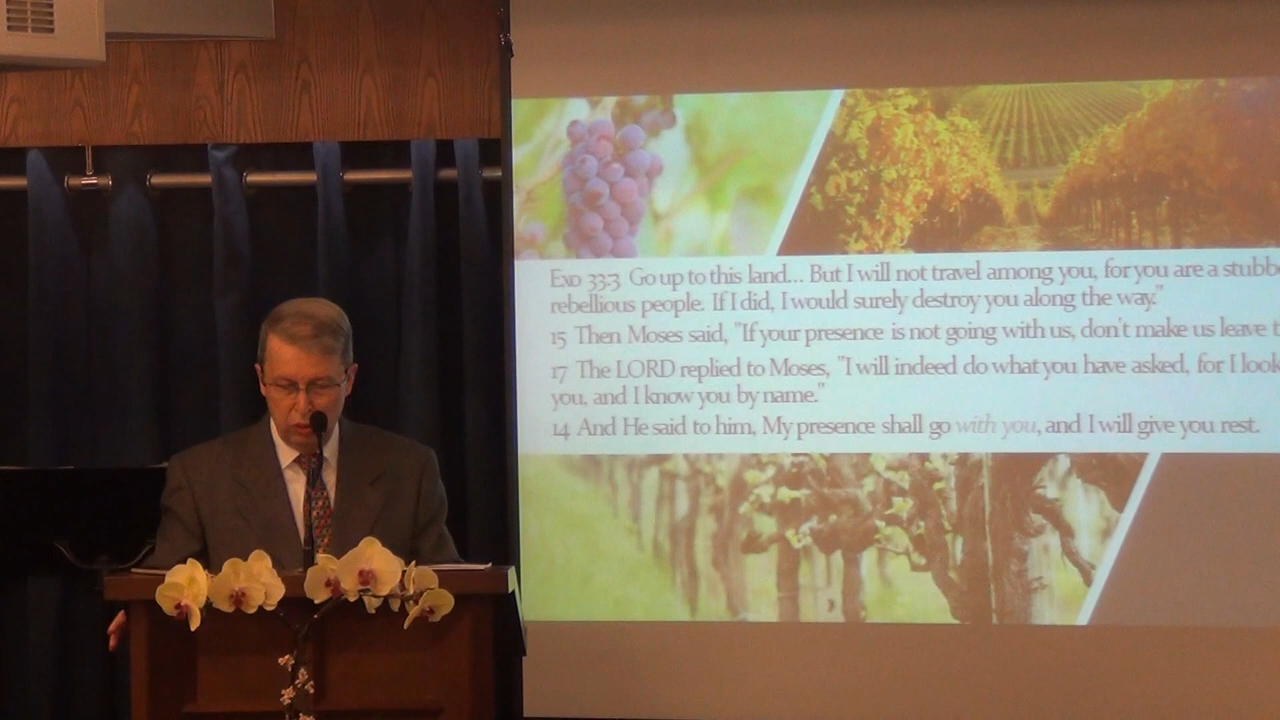 Exo 33:3 Go up to this land... But I will not travel among you, for you are a
rebellious people. If I did, I would surely destroy you along the way."
15 Then Moses said, "If your presence is not going with us, don't make us leave
17 The LORD replied to Moses, "I will indeed do what you have asked, for I look
you, and I know you by name."
14 And He said to him, My presence shall go with you, and I will give you rest.